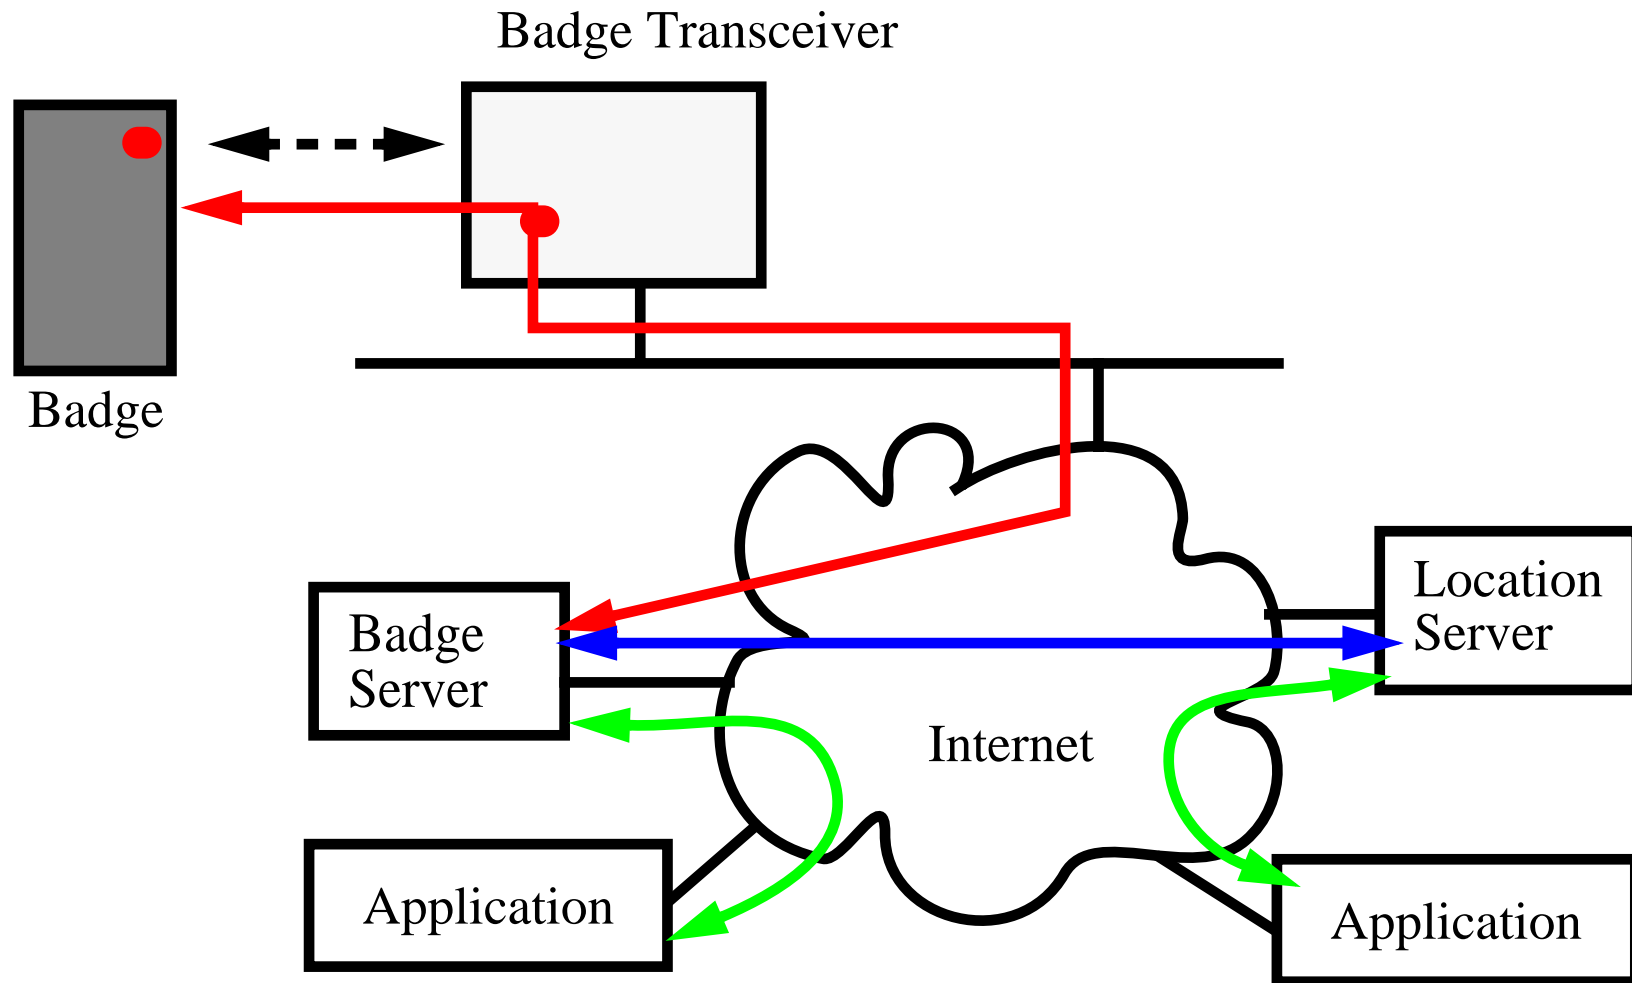 Badge Transceiver
Badge
Location
Server
Badge
Server
Internet
Application
Application